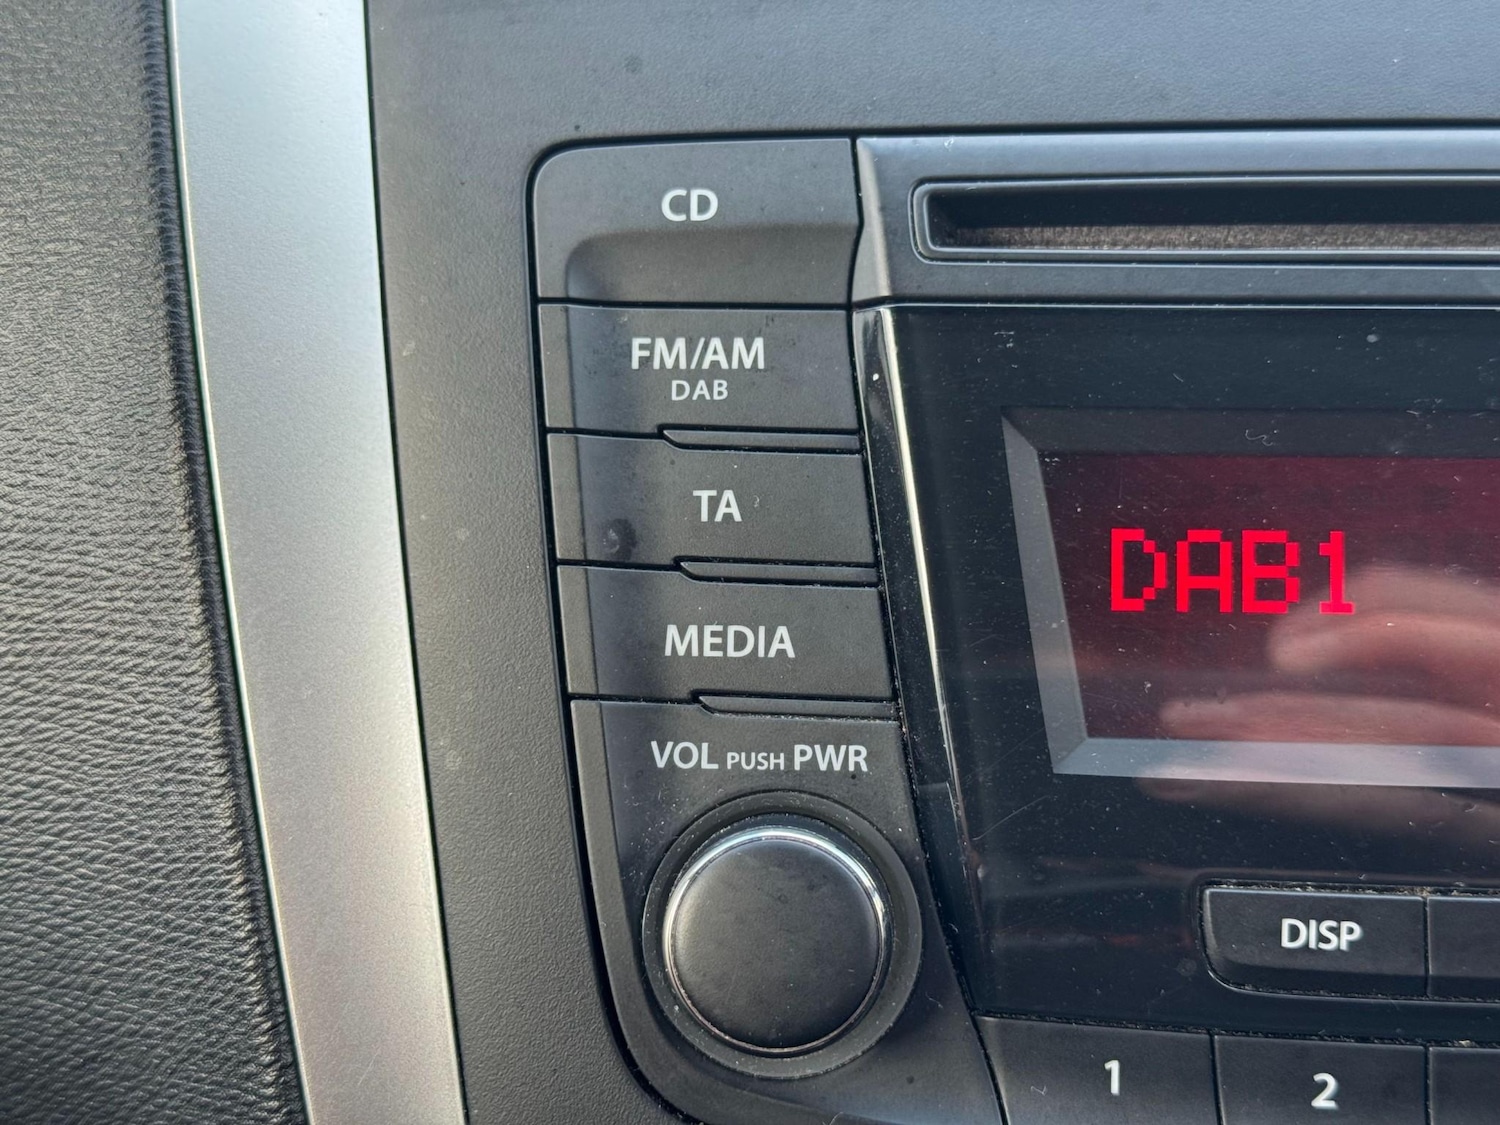 CD
FM/AM
DAB
TA
MEDIA
VOL PUSH PWR
DAB1
DISP
1
2